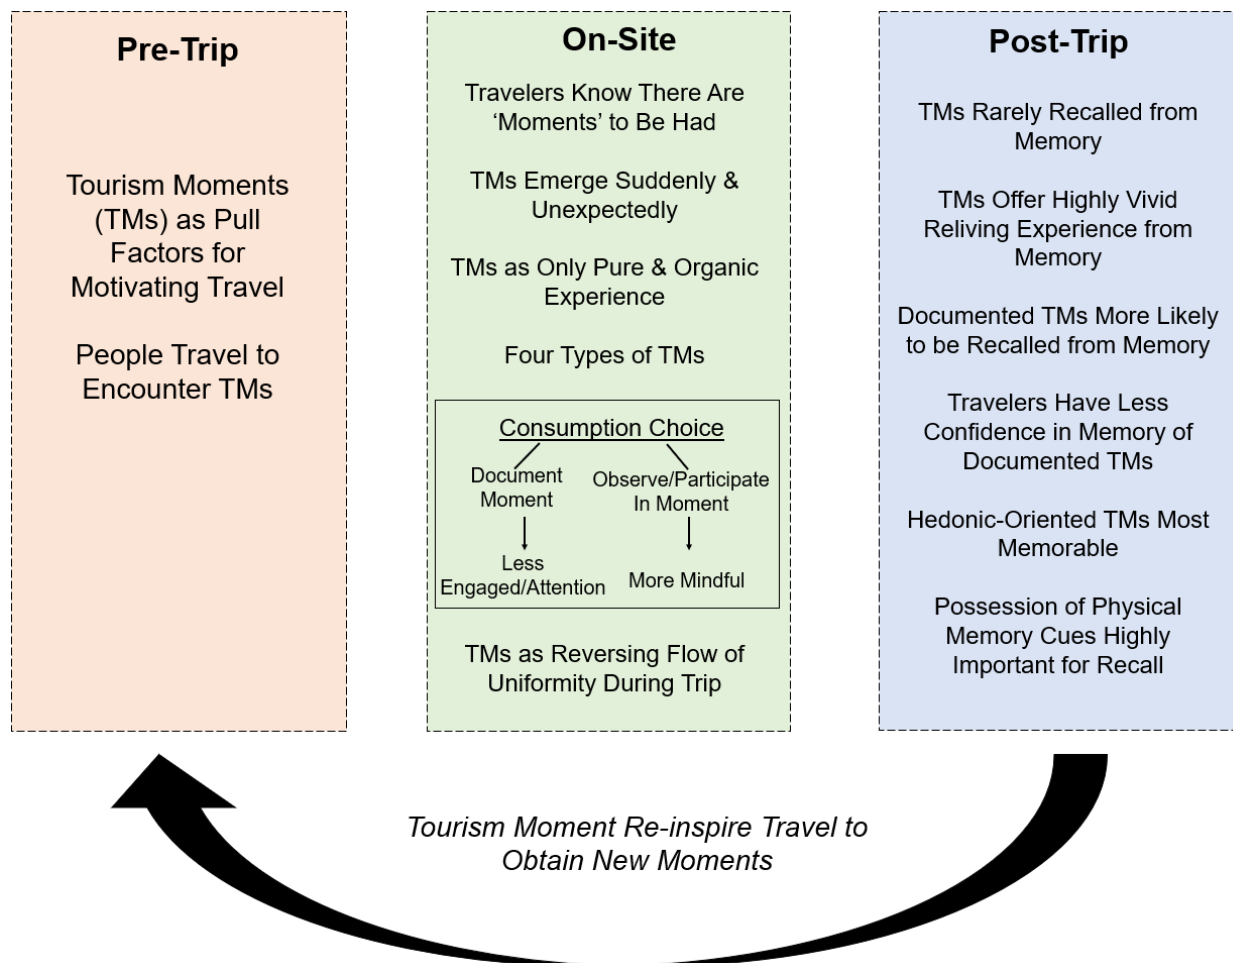 Pre-Trip
Tourism Moments
(TMs) as Pull
Factors for
Motivating Travel
People Travel to
Encounter TMs
On-Site
Travelers Know There Are
‘Moments’ to Be Had
TMs Emerge Suddenly &
Unexpectedly
TMs as Only Pure & Organic
Experience
Four Types of TMs
Consumption Choice
Document
Moment
Less
Engaged/Attention
Observe/Participate
In Moment
More Mindful
TMs as Reversing Flow of
Uniformity During Trip
Post-Trip
TMs Rarely Recalled from
Memory
TMs Offer Highly Vivid
Reliving Experience from
Memory
Documented TMs More Likely
to be Recalled from Memory
Travelers Have Less
Confidence in Memory of
Documented TMs
Hedonic-Oriented TMs Most
Memorable
Possession of Physical
Memory Cues Highly
Important for Recall
Tourism Moment Re-inspire Travel to
Obtain New Moments